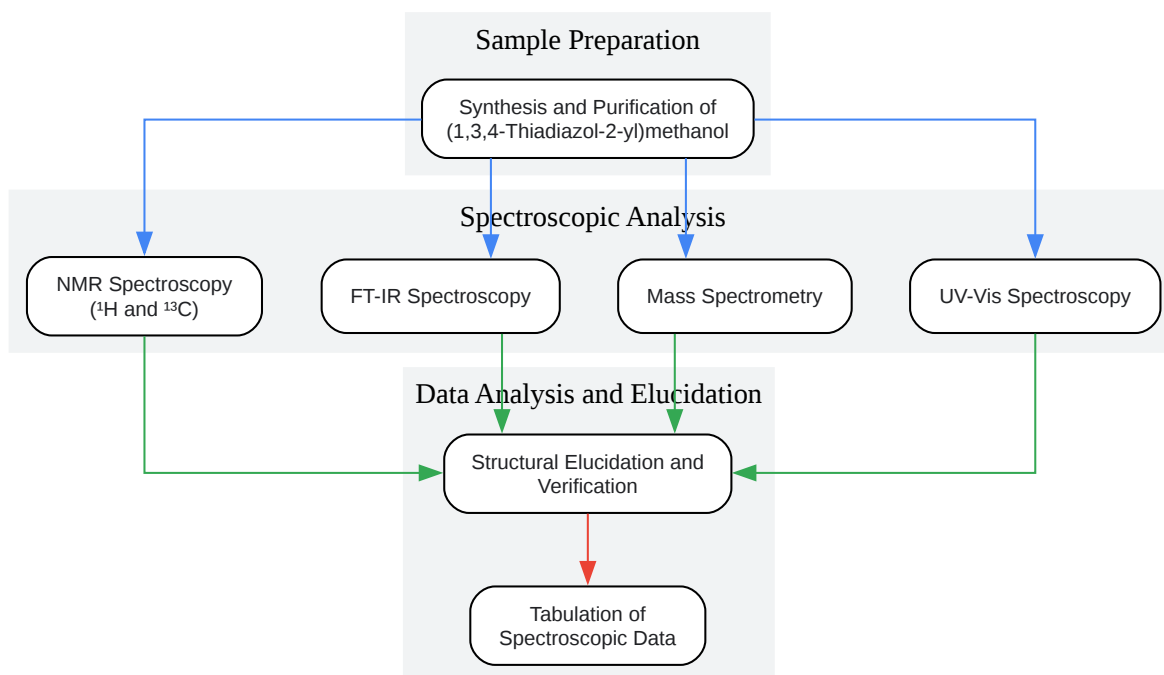 Sample Preparation
Synthesis and Purification of
(1,3,4-Thiadiazol-2-yl)methanol
Spectroscopic Analysis
NMR Spectroscopy
(¹H and ¹³C)
FT-IR Spectroscopy
Mass Spectrometry
UV-Vis Spectroscopy
Data Analysis and Elucidation
Structural Elucidation and
Verification
Tabulation of
Spectroscopic Data